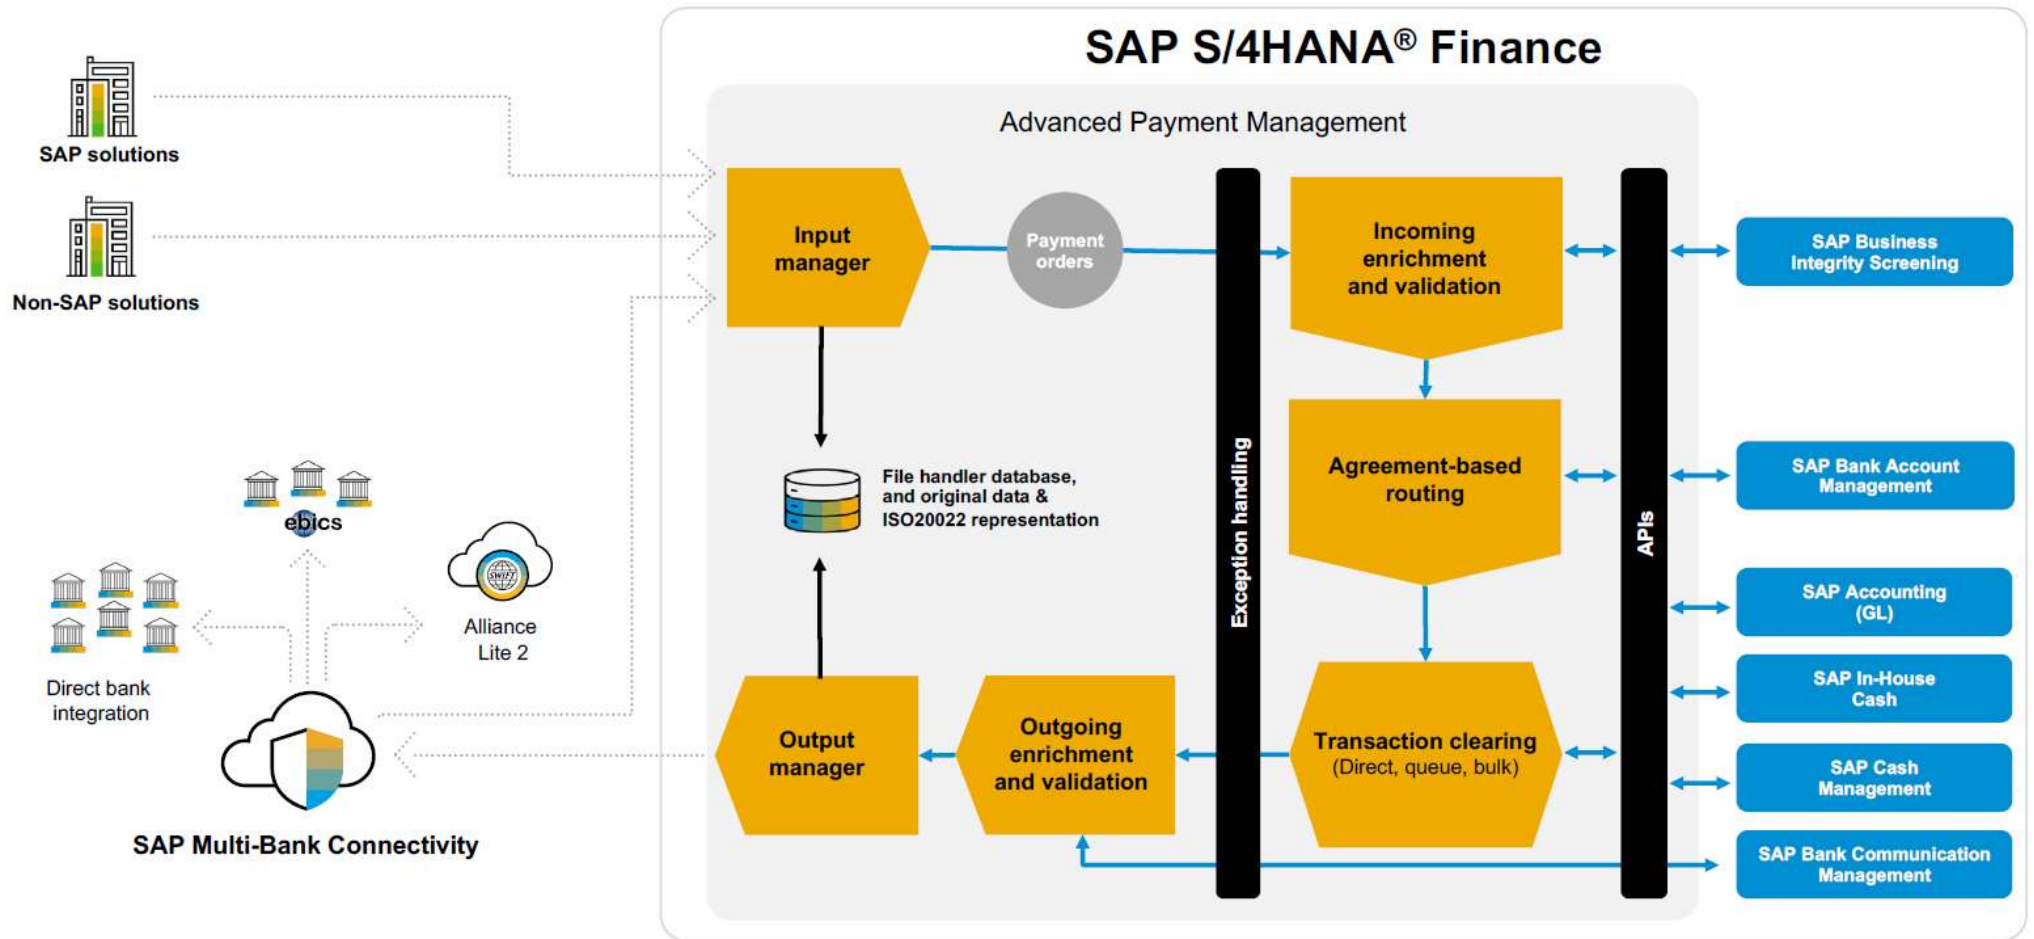 SAP S/4HANA® Finance
Advanced Payment Management
SAP solutions
Non-SAP solutions
Input
manager
Payment
orders
Incoming
enrichment
and validation
SAP Business
Integrity Screening
File handler database,
and original data &
ISO20022 representation
Exception handling
Agreement-based
routing
APIs
SAP Bank Account
Management
SAP Accounting
(GL)
SAP In-House
Cash
SAP Cash
Management
SAP Bank Communication
Management
ebics
SWIFT
Alliance
Lite 2
Direct bank
integration
SAP Multi-Bank Connectivity
Output
manager
Outgoing
enrichment
and validation
Transaction clearing
(Direct, queue, bulk)